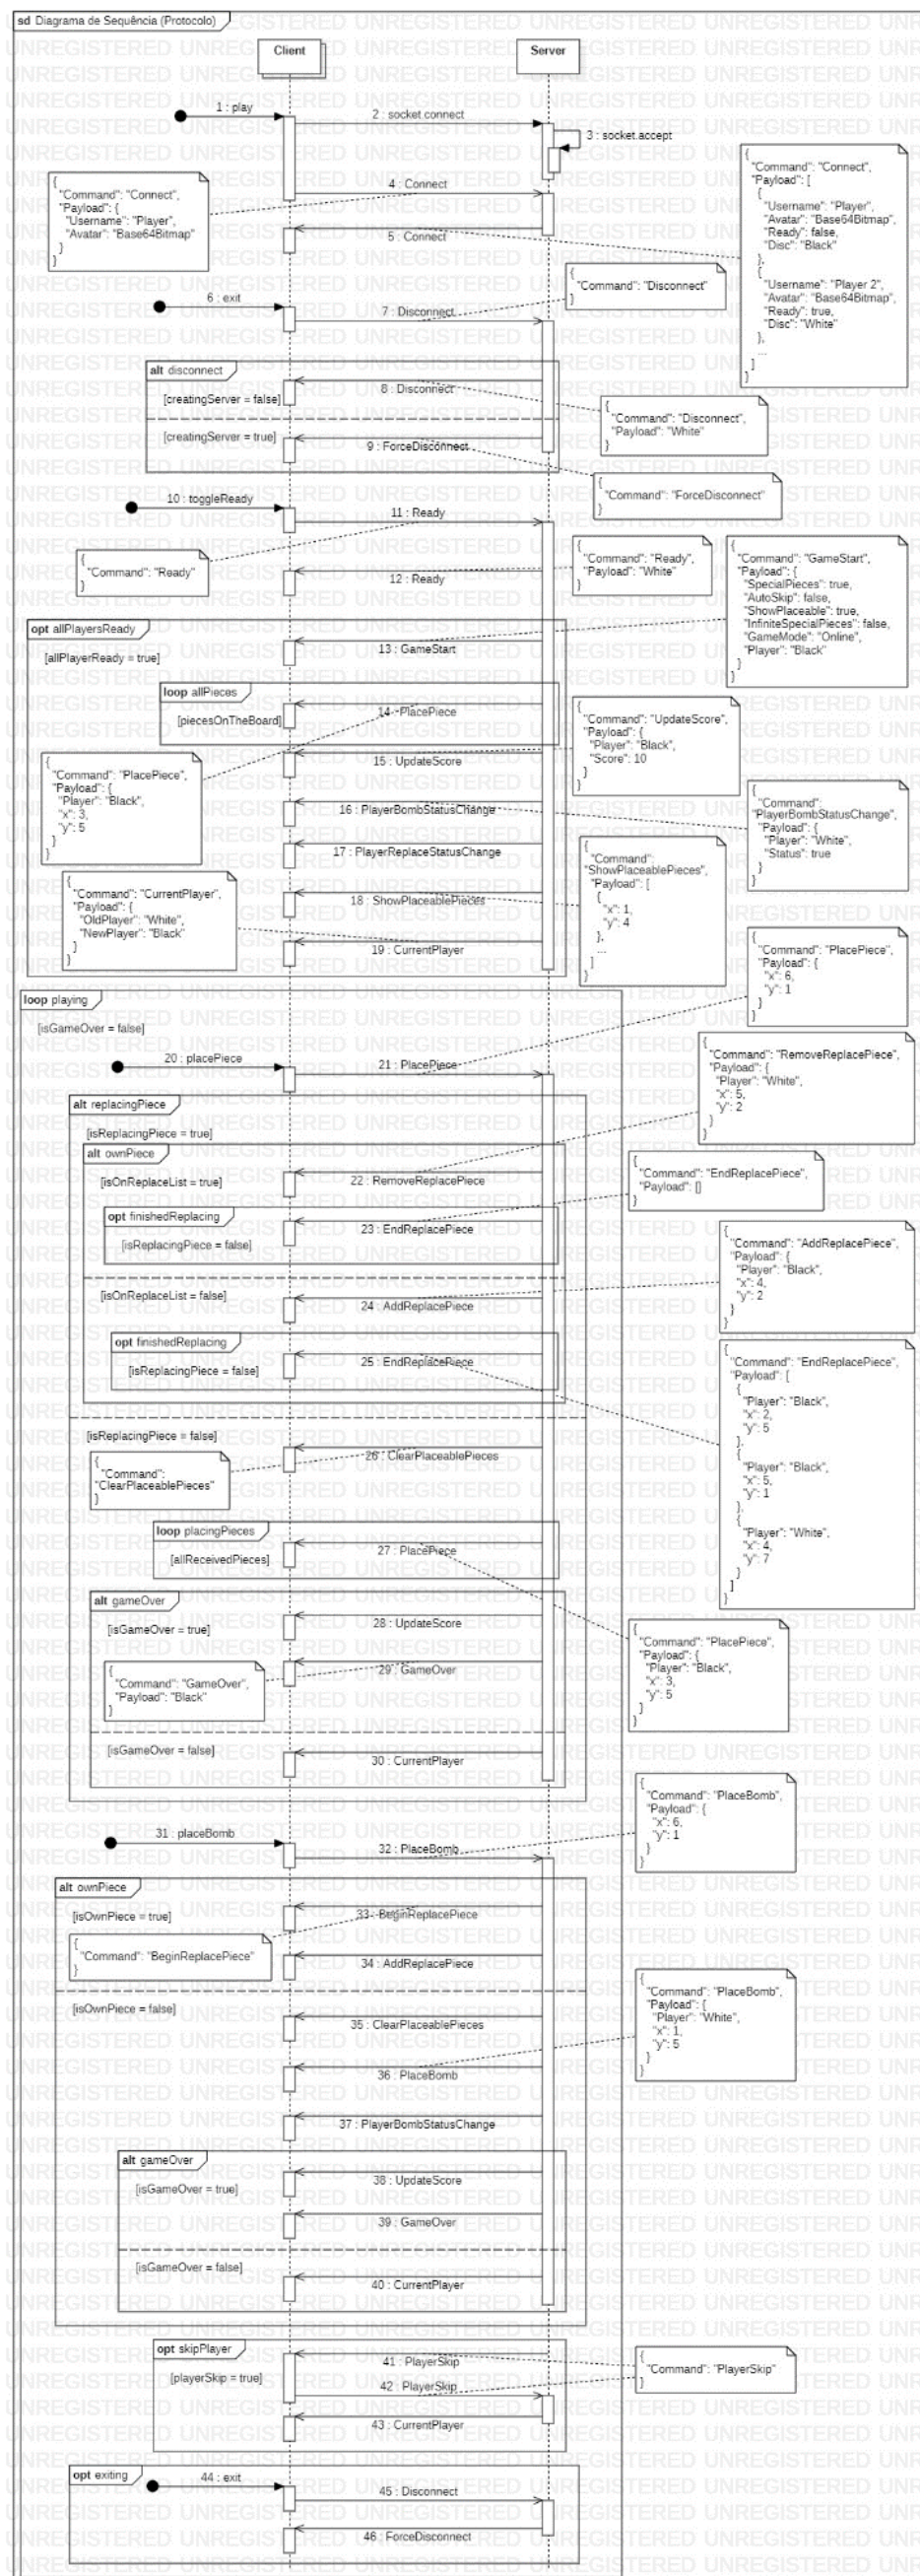 sd Diagrama de Sequência (Protocolo)
Client
Server
1 : play
2 : socket.connect
3 : socket.accept
4 : Connect
{
"Command": "Connect",
"Payload": {
"Username": "Player",
"Avatar": "Base64Bitmap"
}
}
5 : Connect
{
"Command": "Connect",
"Payload": [
{
"Username": "Player",
"Avatar": "Base64Bitmap",
"Ready": false,
"Disc": "Black"
},
{
"Username": "Player 2",
"Avatar": "Base64Bitmap",
"Ready": true,
"Disc": "White"
},
...
]
}
6 : exit
7 : Disconnect
{
"Command": "Disconnect"
}
alt disconnect
[creatingServer = false]
8 : Disconnect
{
"Command": "Disconnect",
"Payload": "White"
}
[creatingServer = true]
9 : ForceDisconnect
{
"Command": "ForceDisconnect"
}
10 : toggleReady
11 : Ready
{
"Command": "Ready"
}
12 : Ready
{
"Command": "Ready",
"Payload": "White"
}
opt allPlayersReady
[allPlayerReady = true]
13 : GameStart
{
"Command": "GameStart",
"Payload": {
"SpecialPieces": true,
"AutoSkip": false,
"ShowPlaceable": true,
"InfiniteSpecialPieces": false,
"GameMode": "Online",
"Player": "Black"
}
}
loop allPieces
[piecesOnTheBoard]
14 : PlacePiece
{
"Command": "PlacePiece",
"Payload": {
"Player": "Black",
"x": 3,
"y": 5
}
}
15 : UpdateScore
{
"Command": "UpdateScore",
"Payload": {
"Player": "Black",
"Score": 10
}
}
16 : PlayerBombStatusChange
{
"Command":
"PlayerBombStatusChange",
"Payload": {
"Player": "White",
"Status": true
}
}
17 : PlayerReplaceStatusChange
18 : ShowPlaceablePieces
{
"Command":
"ShowPlaceablePieces",
"Payload": [
{
"x": 1,
"y": 4
},
...
]
}
19 : CurrentPlayer
{
"Command": "CurrentPlayer",
"Payload": {
"OldPlayer": "White",
"NewPlayer": "Black"
}
}
loop playing
[isGameOver = false]
20 : placePiece
21 : PlacePiece
{
"Command": "PlacePiece",
"Payload": {
"x": 6,
"y": 1
}
}
alt replacingPiece
[isReplacingPiece = true]
alt ownPiece
[isOnReplaceList = true]
22 : RemoveReplacePiece
{
"Command": "RemoveReplacePiece",
"Payload": {
"Player": "White",
"x": 5,
"y": 2
}
}
opt finishedReplacing
[isReplacingPiece = false]
23 : EndReplacePiece
{
"Command": "EndReplacePiece",
"Payload": []
}
[isOnReplaceList = false]
24 : AddReplacePiece
{
"Command": "AddReplacePiece",
"Payload": {
"Player": "Black",
"x": 4,
"y": 2
}
}
opt finishedReplacing
[isReplacingPiece = false]
25 : EndReplacePiece
{
"Command": "EndReplacePiece",
"Payload": [
{
"Player": "Black",
"x": 2,
"y": 5
},
{
"Player": "Black",
"x": 5,
"y": 1
},
{
"Player": "White",
"x": 4,
"y": 7
}
]
}
[isReplacingPiece = false]
26 : ClearPlaceablePieces
{
"Command":
"ClearPlaceablePieces"
}
loop placingPieces
[allReceivedPieces]
27 : PlacePiece
{
"Command": "PlacePiece",
"Payload": {
"Player": "Black",
"x": 3,
"y": 5
}
}
alt gameOver
[isGameOver = true]
28 : UpdateScore
29 : GameOver
{
"Command": "GameOver",
"Payload": "Black"
}
[isGameOver = false]
30 : CurrentPlayer
31 : placeBomb
32 : PlaceBomb
{
"Command": "PlaceBomb",
"Payload": {
"x": 6,
"y": 1
}
}
alt ownPiece
[isOwnPiece = true]
33 : BeginReplacePiece
{
"Command": "BeginReplacePiece"
}
34 : AddReplacePiece
[isOwnPiece = false]
35 : ClearPlaceablePieces
36 : PlaceBomb
{
"Command": "PlaceBomb",
"Payload": {
"Player": "White",
"x": 1,
"y": 5
}
}
37 : PlayerBombStatusChange
alt gameOver
[isGameOver = true]
38 : UpdateScore
39 : GameOver
[isGameOver = false]
40 : CurrentPlayer
opt skipPlayer
[playerSkip = true]
41 : PlayerSkip
42 : PlayerSkip
{
"Command": "PlayerSkip"
}
43 : CurrentPlayer
opt exiting
44 : exit
45 : Disconnect
46 : ForceDisconnect